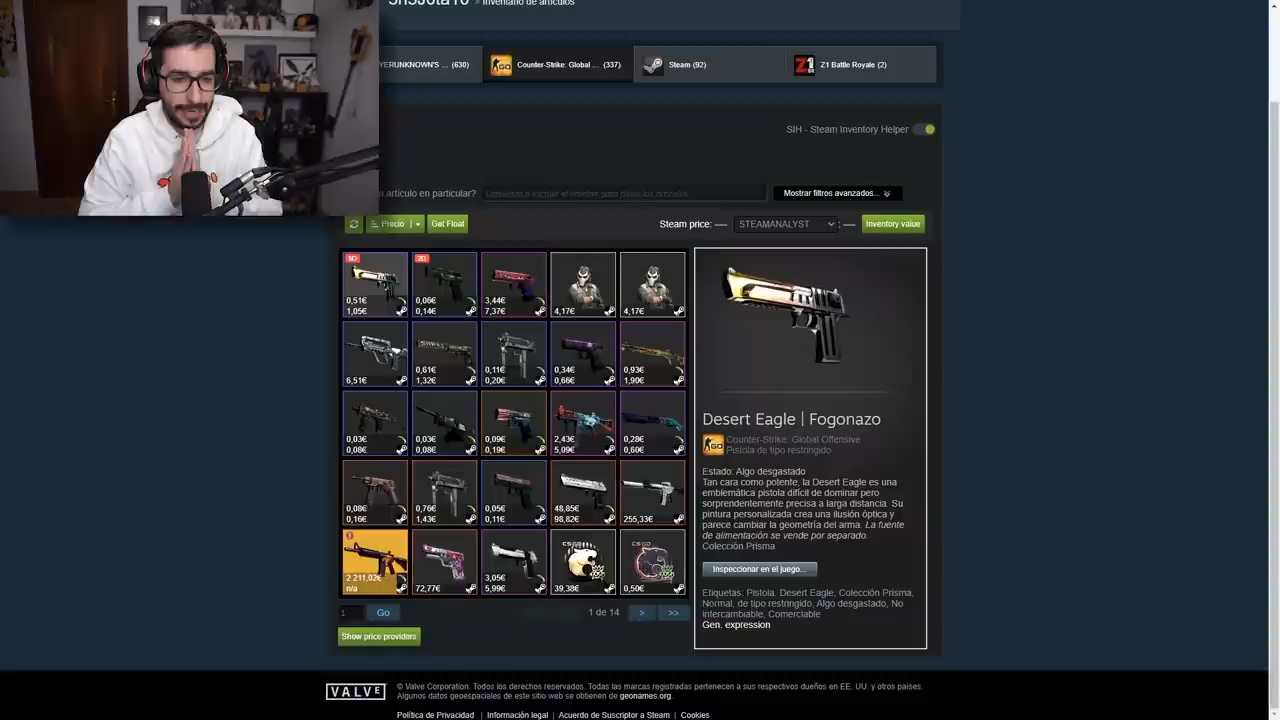 » Inventario de artículos
YERUNKNOWN'S ... (630)
Counter-Strike: Global ... (337)
Steam (92)
Z1 Battle Royale (2)
SIH - Steam Inventory Helper
artículo en particular?
Mostrar filtros avanzados...
Precio
Get Float
Steam price: —
STEAMANALYST
: —
Inventory value
5D 2D
0,51€ 0,06€ 3,44€
1,05€ 0,14€ 7,37€ 4,17€ 4,17€
0,61€ 0,11€ 0,34€ 0,93€
6,51€ 1,32€ 0,20€ 0,66€ 1,90€
0,03€ 0,03€ 0,09€ 2,43€ 0,28€
0,08€ 0,08€ 0,19€ 5,09€ 0,60€
0,08€ 0,76€ 0,05€ 48,85€
0,16€ 1,43€ 0,11€ 98,82€ 255,33€
2 211,02€ 3,05€
n/a 72,77€ 5,99€ 39,38€ 0,50€
1
Go
1 de 14
>
>>
Show price providers
Desert Eagle | Fogonazo
Counter-Strike: Global Offensive
Pistola de tipo restringido
Estado: Algo desgastado
Tan cara como potente, la Desert Eagle es una
emblemática pistola difícil de dominar pero
sorprendentemente precisa a larga distancia. Su
pintura personalizada crea una ilusión óptica y
parece cambiar la geometría del arma. La fuente
de alimentación se vende por separado.
Colección Prisma
Inspeccionar en el juego...
Etiquetas: Pistola, Desert Eagle, Colección Prisma,
Normal, de tipo restringido, Algo desgastado, No
intercambiable, Comerciable
Gen. expression
VALVE
© Valve Corporation. Todos los derechos reservados. Todas las marcas registradas pertenecen a sus respectivos dueños en EE. UU. y otros países.
Algunos datos geoespaciales de este sitio web se obtienen de geonames.org.
Política de Privacidad | Información legal | Acuerdo de Suscriptor a Steam | Cookies